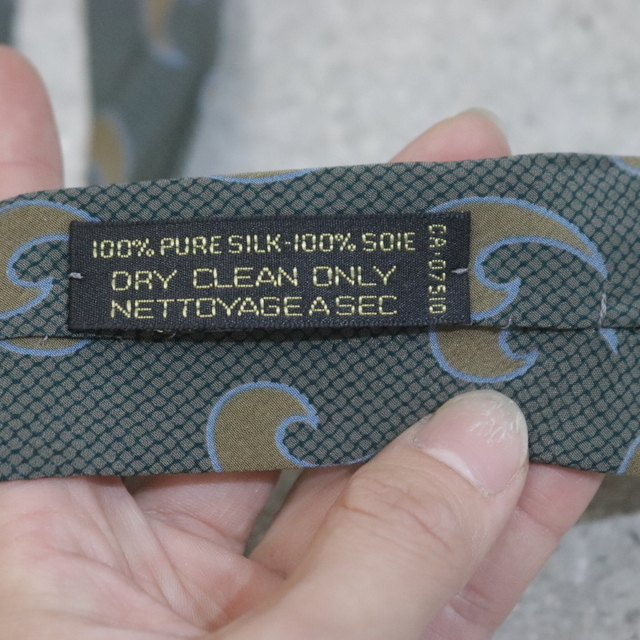 100% PURE SILK-100% SOIE
DRY CLEAN ONLY
NETTOYAGE A SEC
CA 07510